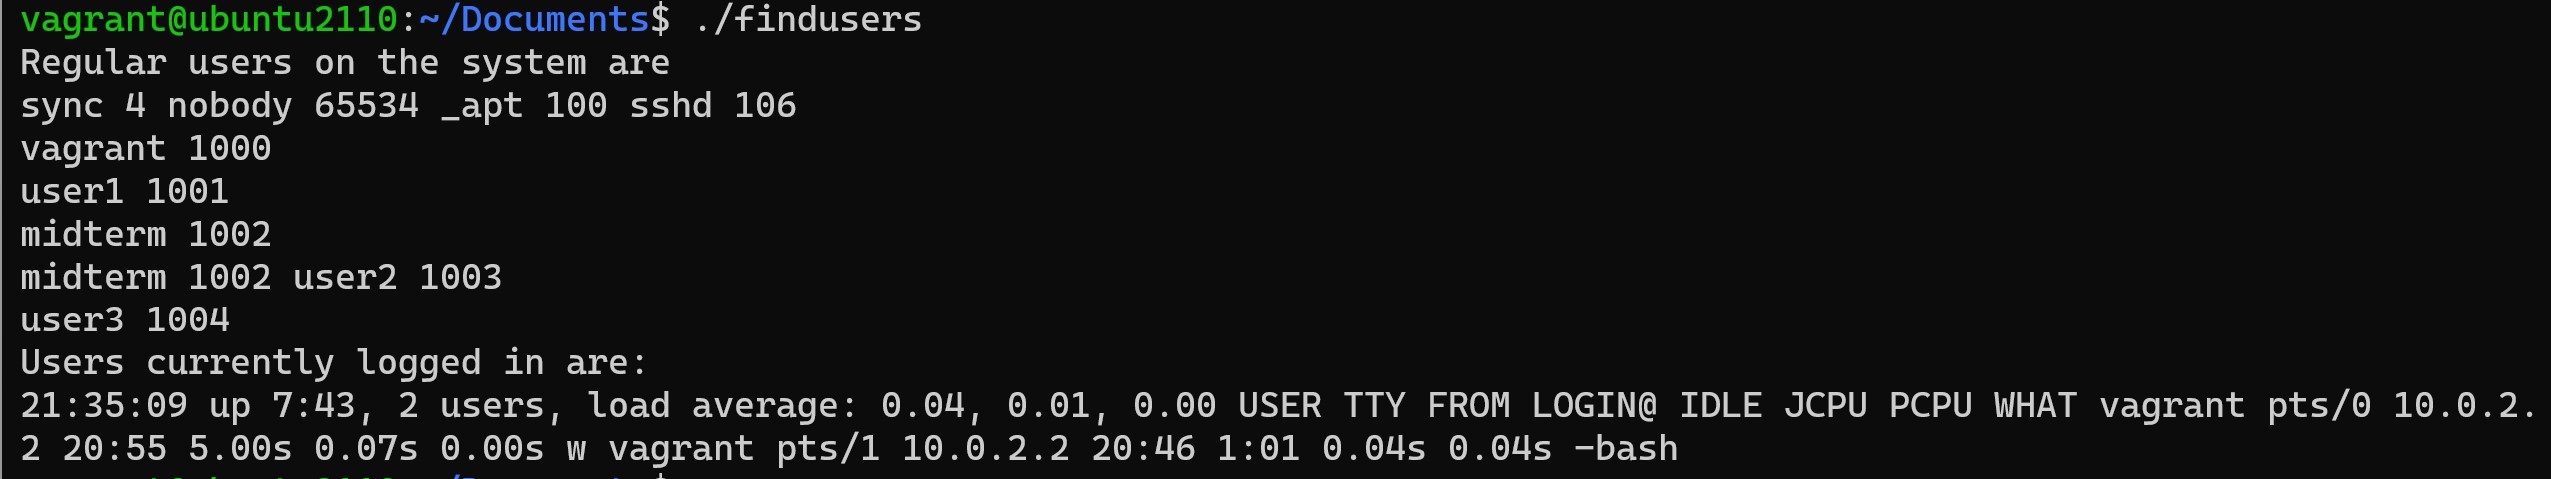 vagrant@ubuntu2110:~/Documents$ ./findusers
Regular users on the system are
sync 4 nobody 65534 _apt 100 sshd 106
vagrant 1000
user1 1001
midterm 1002
midterm 1002 user2 1003
user3 1004
Users currently logged in are:
21:35:09 up 7:43, 2 users, load average: 0.04, 0.01, 0.00 USER TTY FROM LOGIN@ IDLE JCPU PCPU WHAT vagrant pts/0 10.0.2.
2 20:55 5.00s 0.07s 0.00s w vagrant pts/1 10.0.2.2 20:46 1:01 0.04s 0.04s -bash